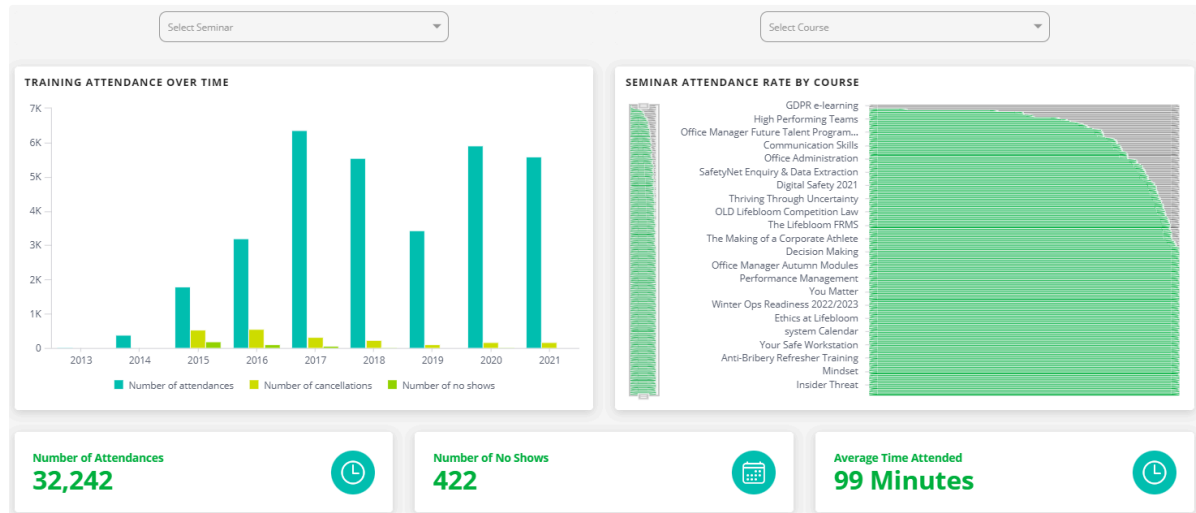 Select Seminar
Select Course
TRAINING ATTENDANCE OVER TIME
7K
6K
5K
4K
3K
2K
1K
0
2013 2014 2015 2016 2017 2018 2019 2020 2021
Number of attendances Number of cancellations Number of no shows
SEMINAR ATTENDANCE RATE BY COURSE
GDPR e-learning
High Performing Teams
Office Manager Future Talent Program...
Communication Skills
Office Administration
SafetyNet Enquiry & Data Extraction
Digital Safety 2021
Thriving Through Uncertainty
OLD Lifebloom Competition Law
The Lifebloom FRMS
The Making of a Corporate Athlete
Decision Making
Office Manager Autumn Modules
Performance Management
You Matter
Winter Ops Readiness 2022/2023
Ethics at Lifebloom
system Calendar
Your Safe Workstation
Anti-Bribery Refresher Training
Mindset
Insider Threat
Number of Attendances
32,242
Number of No Shows
422
Average Time Attended
99 Minutes